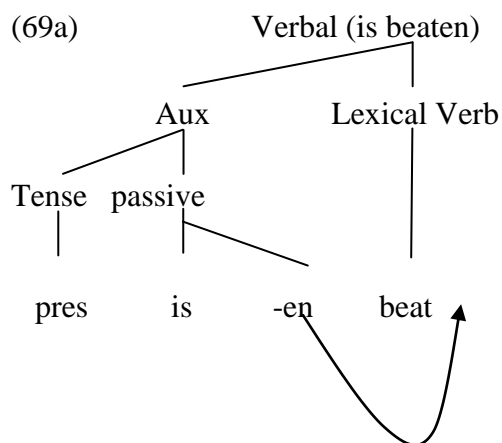 (69a) Verbal (is beaten)
Aux Lexical Verb
Tense passive
pres is -en beat